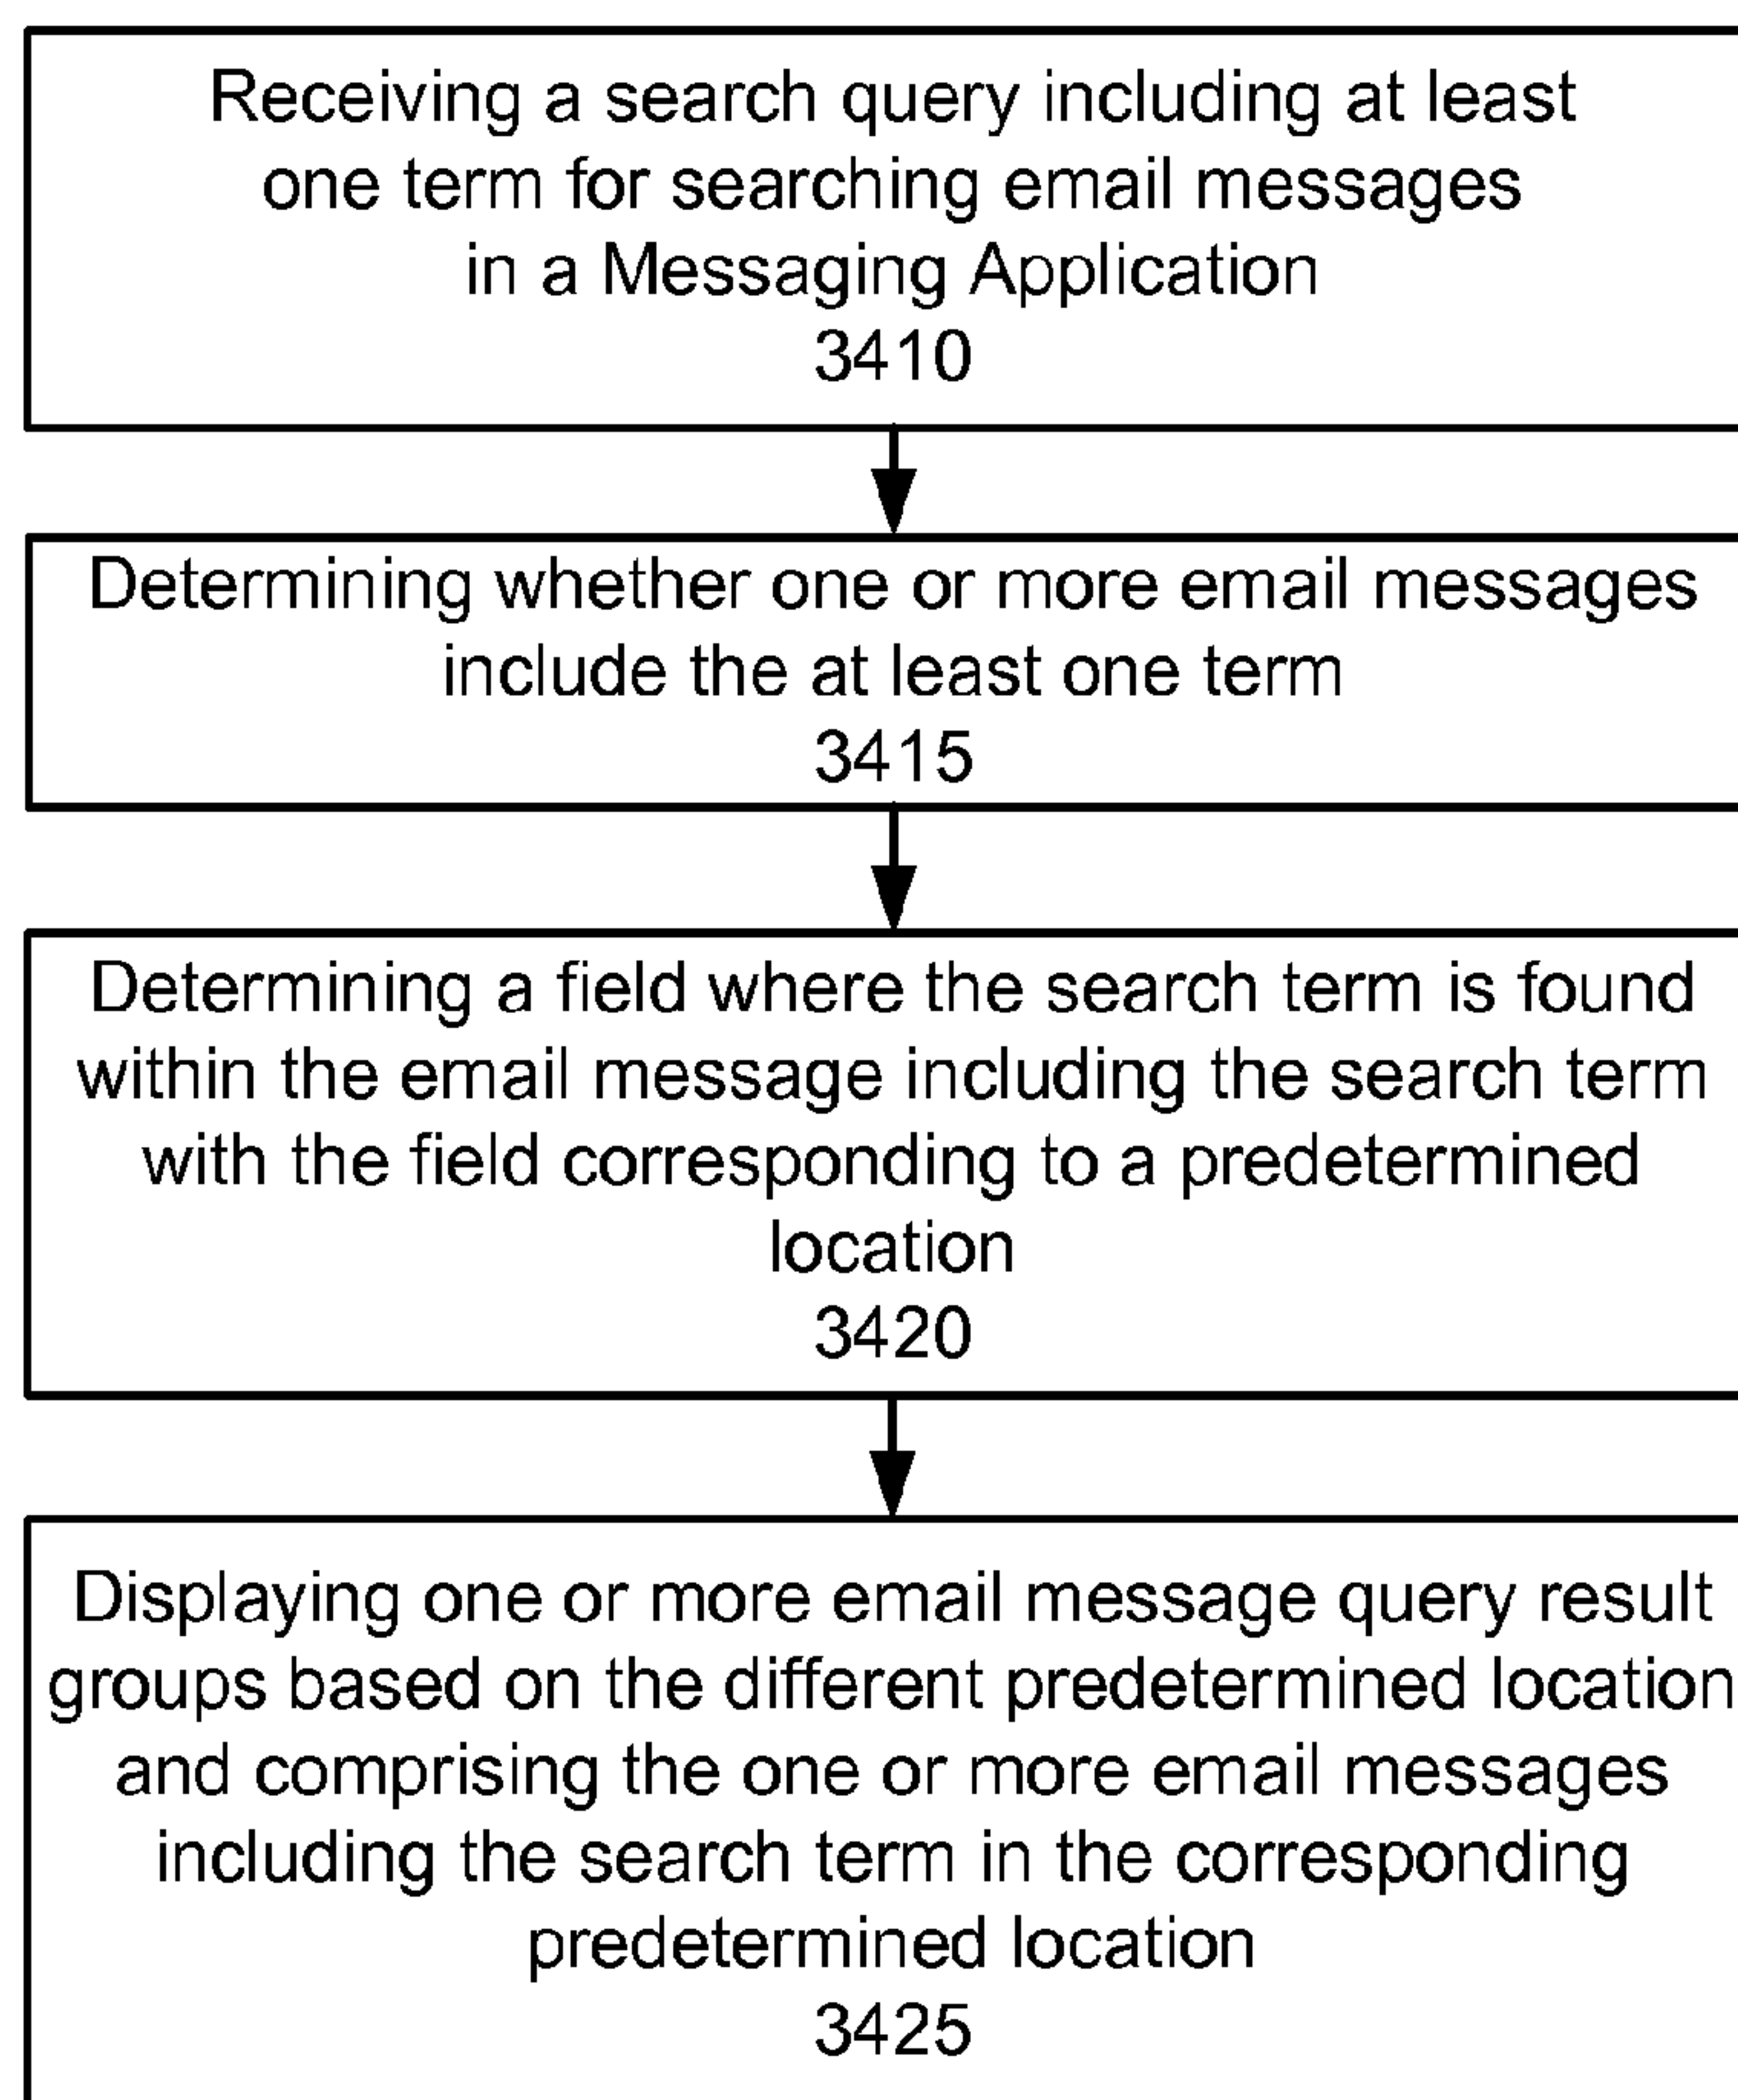 Receiving a search query including at least
one term for searching email messages
in a Messaging Application
3410
Determining whether one or more email messages
include the at least one term
3415
Determining a field where the search term is found
within the email message including the search term
with the field corresponding to a predetermined
location
3420
Displaying one or more email message query result
groups based on the different predetermined location
and comprising the one or more email messages
including the search term in the corresponding
predetermined location
3425